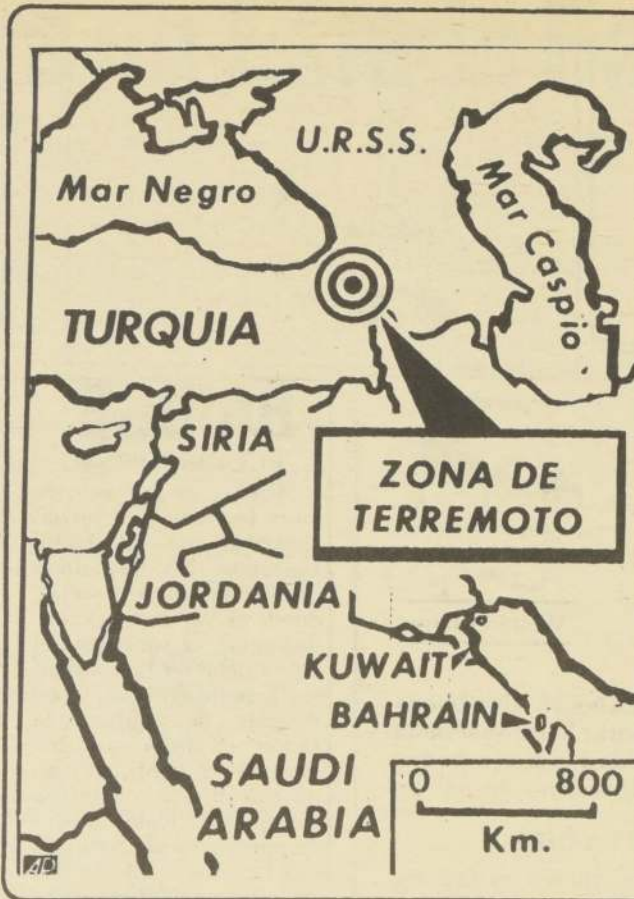 U.R.S.S.
Mar Negro
Mar Caspio
TURQUIA
SIRIA
ZONA DE
TERREMOTO
JORDANIA
KUWAIT
BAHRAIN
SAUDI
ARABIA
0 800
Km.
AP